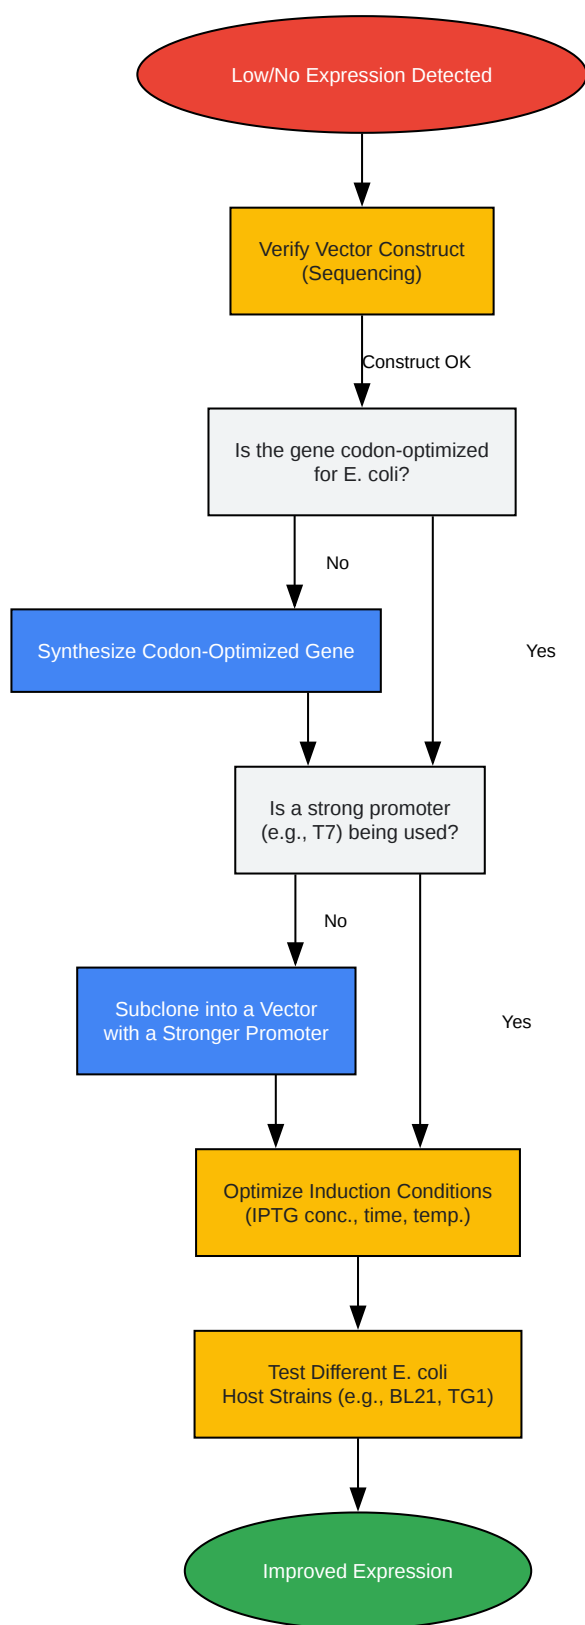 Low/No Expression Detected
Verify Vector Construct
(Sequencing)
Construct OK
Is the gene codon-optimized
for E. coli?
No
Synthesize Codon-Optimized Gene
Yes
Is a strong promoter
(e.g., T7) being used?
No
Subclone into a Vector
with a Stronger Promoter
Yes
Optimize Induction Conditions
(IPTG conc., time, temp.)
Test Different E. coli
Host Strains (e.g., BL21, TG1)
Improved Expression